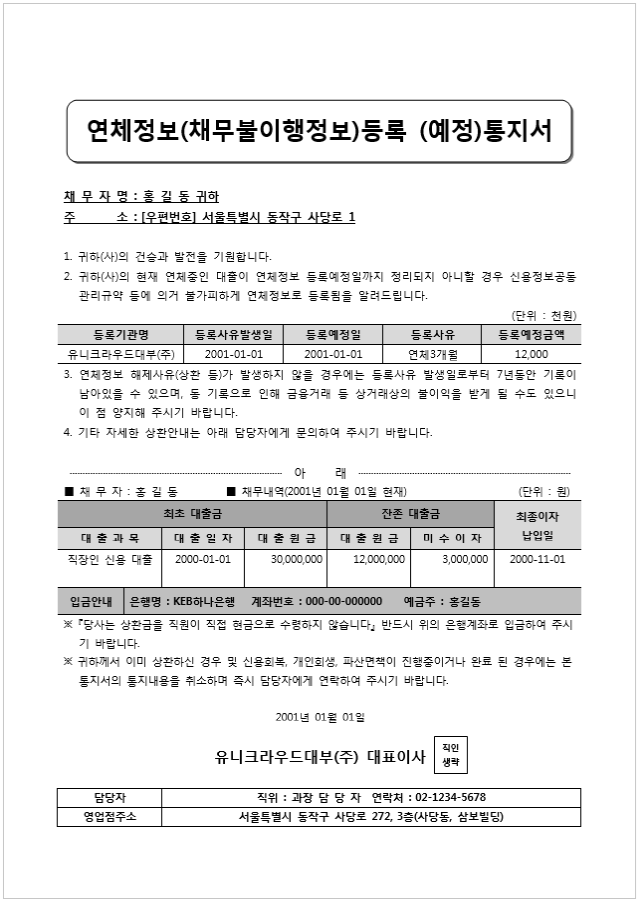 연체정보(채무불이행정보)등록 (예정)통지서
채 무 자 명 : 홍 길 동 귀하
주 소 : [우편번호] 서울특별시 동작구 사당로 1
1. 귀하(사)의 건승과 발전을 기원합니다.
2. 귀하(사)의 현재 연체중인 대출이 연체정보 등록예정일까지 정리되지 아니할 경우 신용정보공동
관리규약 등에 의거 불가피하게 연체정보로 등록됨을 알려드립니다.
(단위 : 천원)
등록기관명 등록사유발생일 등록예정일 등록사유 등록예정금액
유니크라우드대부(주) 2001-01-01 2001-01-01 연체3개월 12,000
3. 연체정보 해제사유(상환 등)가 발생하지 않을 경우에는 등록사유 발생일로부터 7년동안 기록이
남아있을 수 있으며, 동 기록으로 인해 금융거래 등 상거래상의 불이익을 받게 될 수도 있으니
이 점 양지해 주시기 바랍니다.
4. 기타 자세한 상환안내는 아래 담당자에게 문의하여 주시기 바랍니다.
아 래
■ 채 무 자 : 홍 길 동 ■ 채무내역(2001년 01월 01일 현재) (단위 : 원)
최초 대출금 잔존 대출금 최종이자
납입일
대 출 과 목 대 출 일 자 대 출 원 금 대 출 원 금 미 수 이 자
직장인 신용 대출 2000-01-01 30,000,000 12,000,000 3,000,000 2000-11-01
입금안내 은행명 : KEB하나은행 계좌번호 : 000-00-000000 예금주 : 홍길동
※ 『당사는 상환금을 직원이 직접 현금으로 수령하지 않습니다』 반드시 위의 은행계좌로 입금하여 주시
기 바랍니다.
※ 귀하께서 이미 상환하신 경우 및 신용회복, 개인회생, 파산면책이 진행중이거나 완료 된 경우에는 본
통지서의 통지내용을 취소하며 즉시 담당자에게 연락하여 주시기 바랍니다.
2001년 01월 01일
유니크라우드대부(주) 대표이사 직인
생략
담당자 직위 : 과장 담 당 자 연락처 : 02-1234-5678
영업점주소 서울특별시 동작구 사당로 272, 3층(사당동, 삼보빌딩)